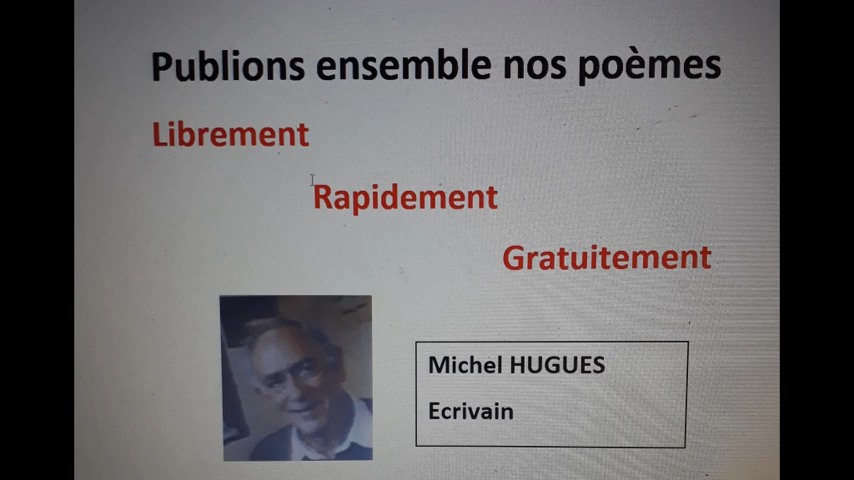 Publions ensemble nos poèmes
Librement
Rapidement
Gratuitement
Michel HUGUES
Ecrivain